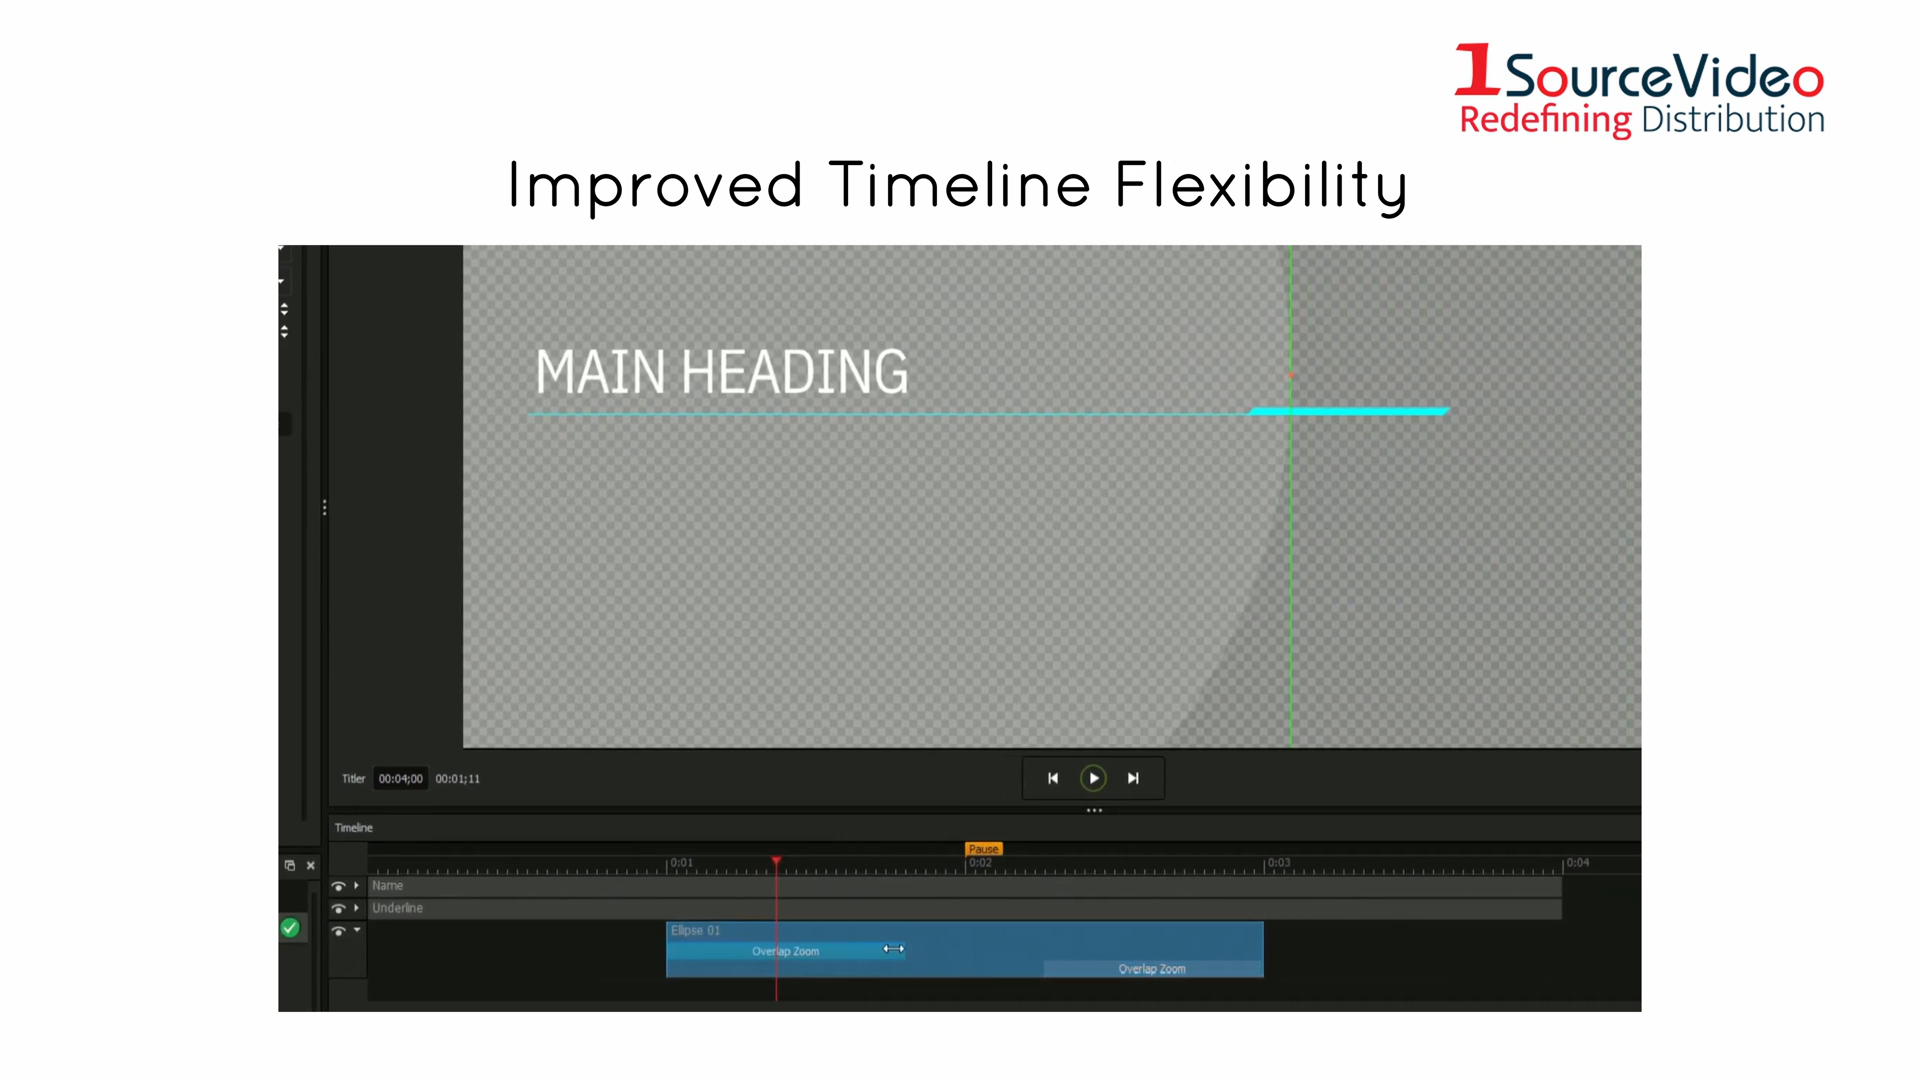 1SourceVideo
Redefining Distribution
Improved Timeline Flexibility
MAIN HEADING
Titler 00:04;00 00:01;11
Timeline
Pause
0:01 0:02 0:03 0:04
Name
Underline
Ellipse 01
Overlap Zoom
Overlap Zoom